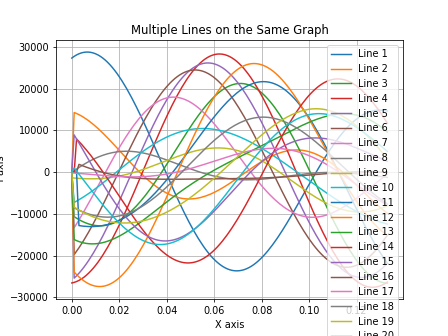 Multiple Lines on the Same Graph
30000
20000
10000
0
−10000
−20000
−30000
0.00
0.02
0.04
0.06
0.08
0.10
X axis
axis
Line 1
Line 2
Line 3
Line 4
Line 5
Line 6
Line 7
Line 8
Line 9
Line 10
Line 11
Line 12
Line 13
Line 14
Line 15
Line 16
Line 17
Line 18
Line 19
Line 20